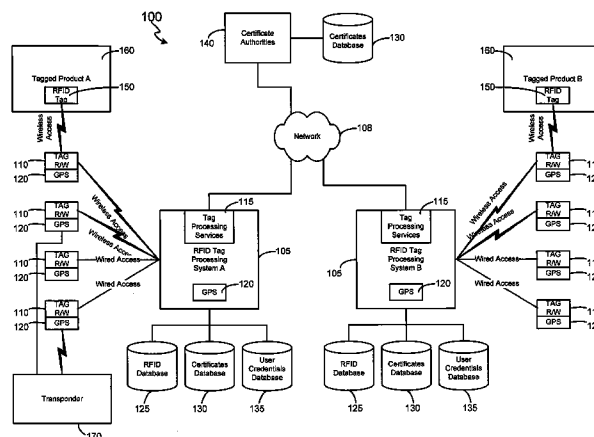 100
160
Tagged Product A
RFID Tag
150
Wireless Access
110
TAG R/W
120
GPS
110
TAG R/W
120
GPS
110
TAG R/W
120
GPS
110
TAG R/W
120
GPS
Wireless Access
Wireless Access
Wired Access
Wired Access
Transponder
170
140
Certificate Authorities
Certificates Database
130
Network
108
115
Tag Processing Services
RFID Tag Processing System A
105
GPS
120
RFID Database
125
Certificates Database
130
User Credentials Database
135
115
Tag Processing Services
RFID Tag Processing System B
105
GPS
120
RFID Database
125
Certificates Database
130
User Credentials Database
135
160
Tagged Product B
150
RFID Tag
Wireless Access
TAG R/W
GPS
TAG R/W
GPS
TAG R/W
GPS
TAG R/W
GPS
Wireless Access
Wireless Access
Wired Access
Wired Access